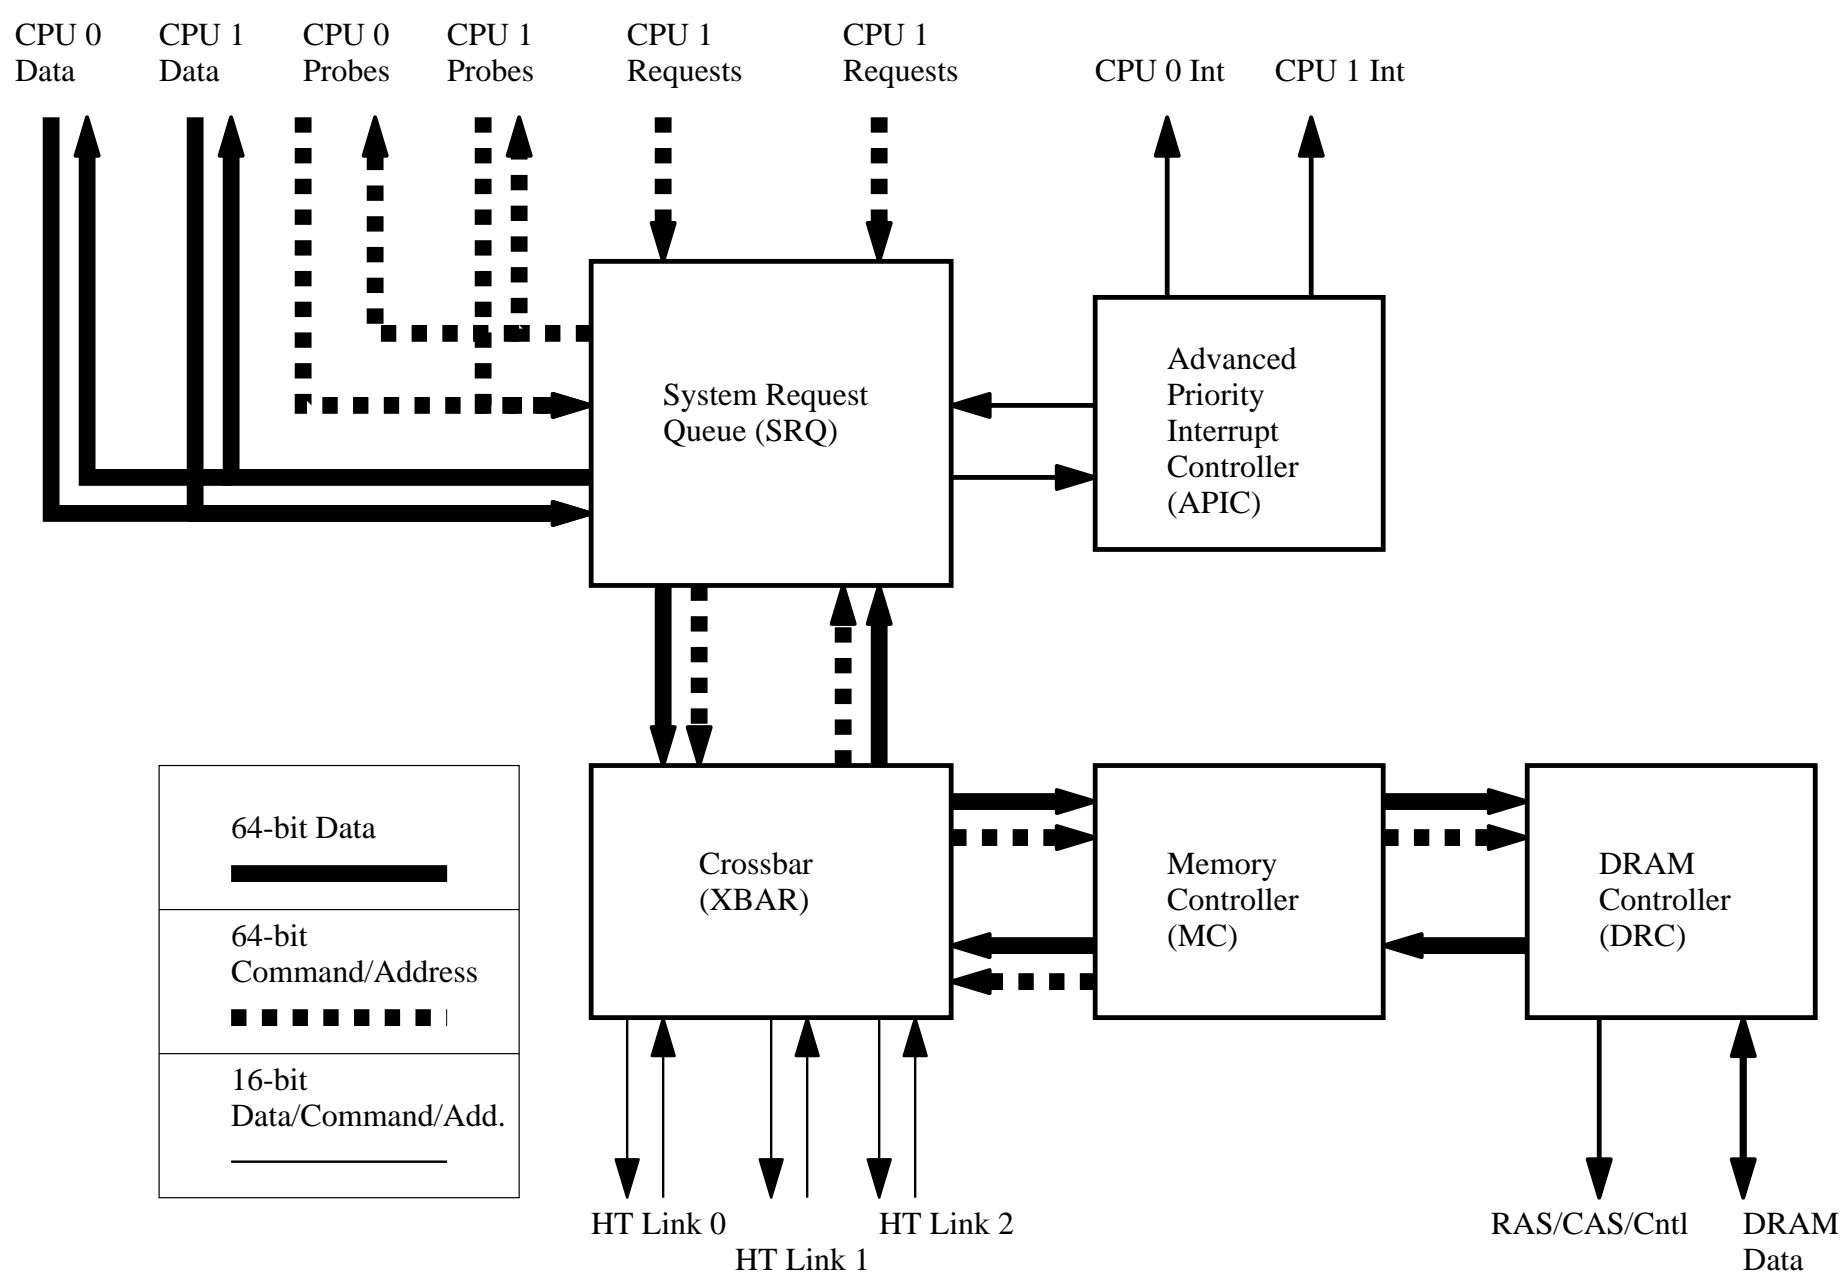 CPU 0
Data
CPU 1
Data
CPU 0
Probes
CPU 1
Probes
CPU 1
Requests
CPU 1
Requests
CPU 0 Int
CPU 1 Int
System Request
Queue (SRQ)
Advanced
Priority
Interrupt
Controller
(APIC)
64-bit Data
64-bit
Command/Address
16-bit
Data/Command/Add.
Crossbar
(XBAR)
Memory
Controller
(MC)
DRAM
Controller
(DRC)
HT Link 0
HT Link 1
HT Link 2
RAS/CAS/Cntl
DRAM
Data